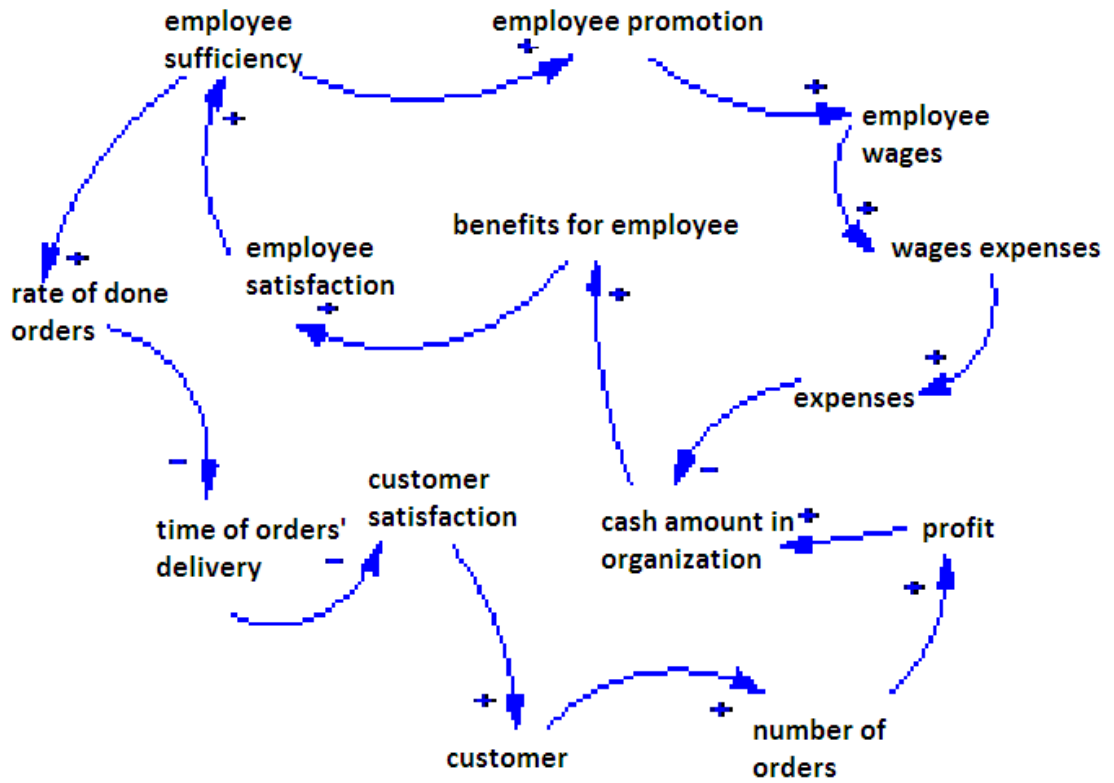 employee
sufficiency
employee promotion
+
+
+
employee
wages
+
benefits for employee
employee
satisfaction
wages expenses
+
rate of done
orders
+
+
+
expenses
−
−
customer
satisfaction
time of orders'
delivery
−
cash amount in
organization
+
profit
+
+
customer
+
number of
orders